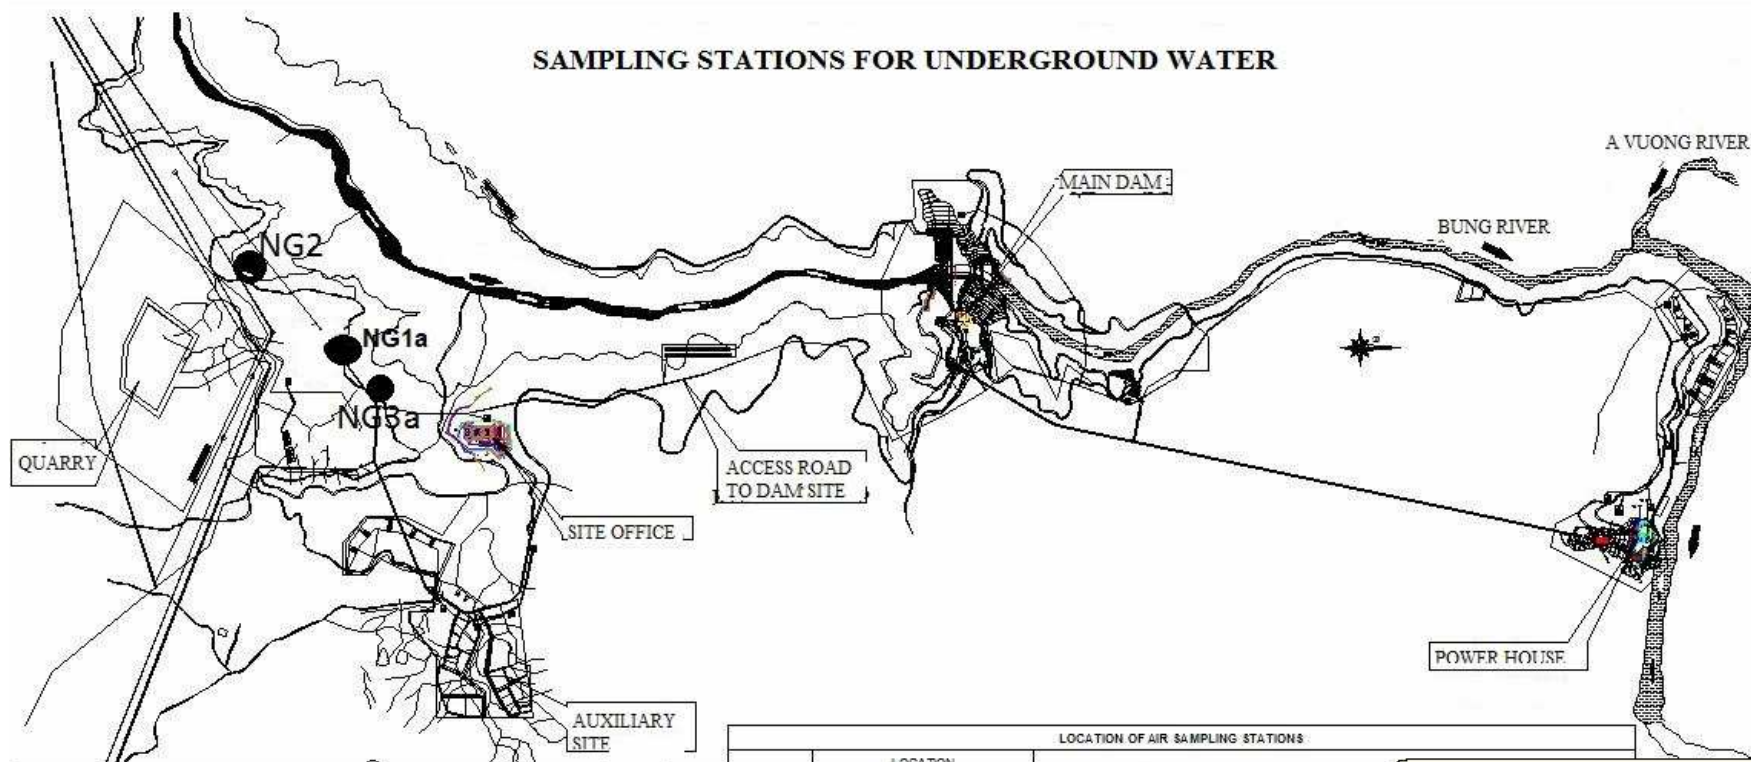 SAMPLING STATIONS FOR UNDERGROUND WATER
A VUONG RIVER
MAIN DAM
BUNG RIVER
NG2
NG1a
NG3a
QUARRY
ACCESS ROAD
TO DAM SITE
SITE OFFICE
POWER HOUSE
AUXILIARY
SITE
LOCATION OF AIR SAMPLING STATIONS
LOCATION